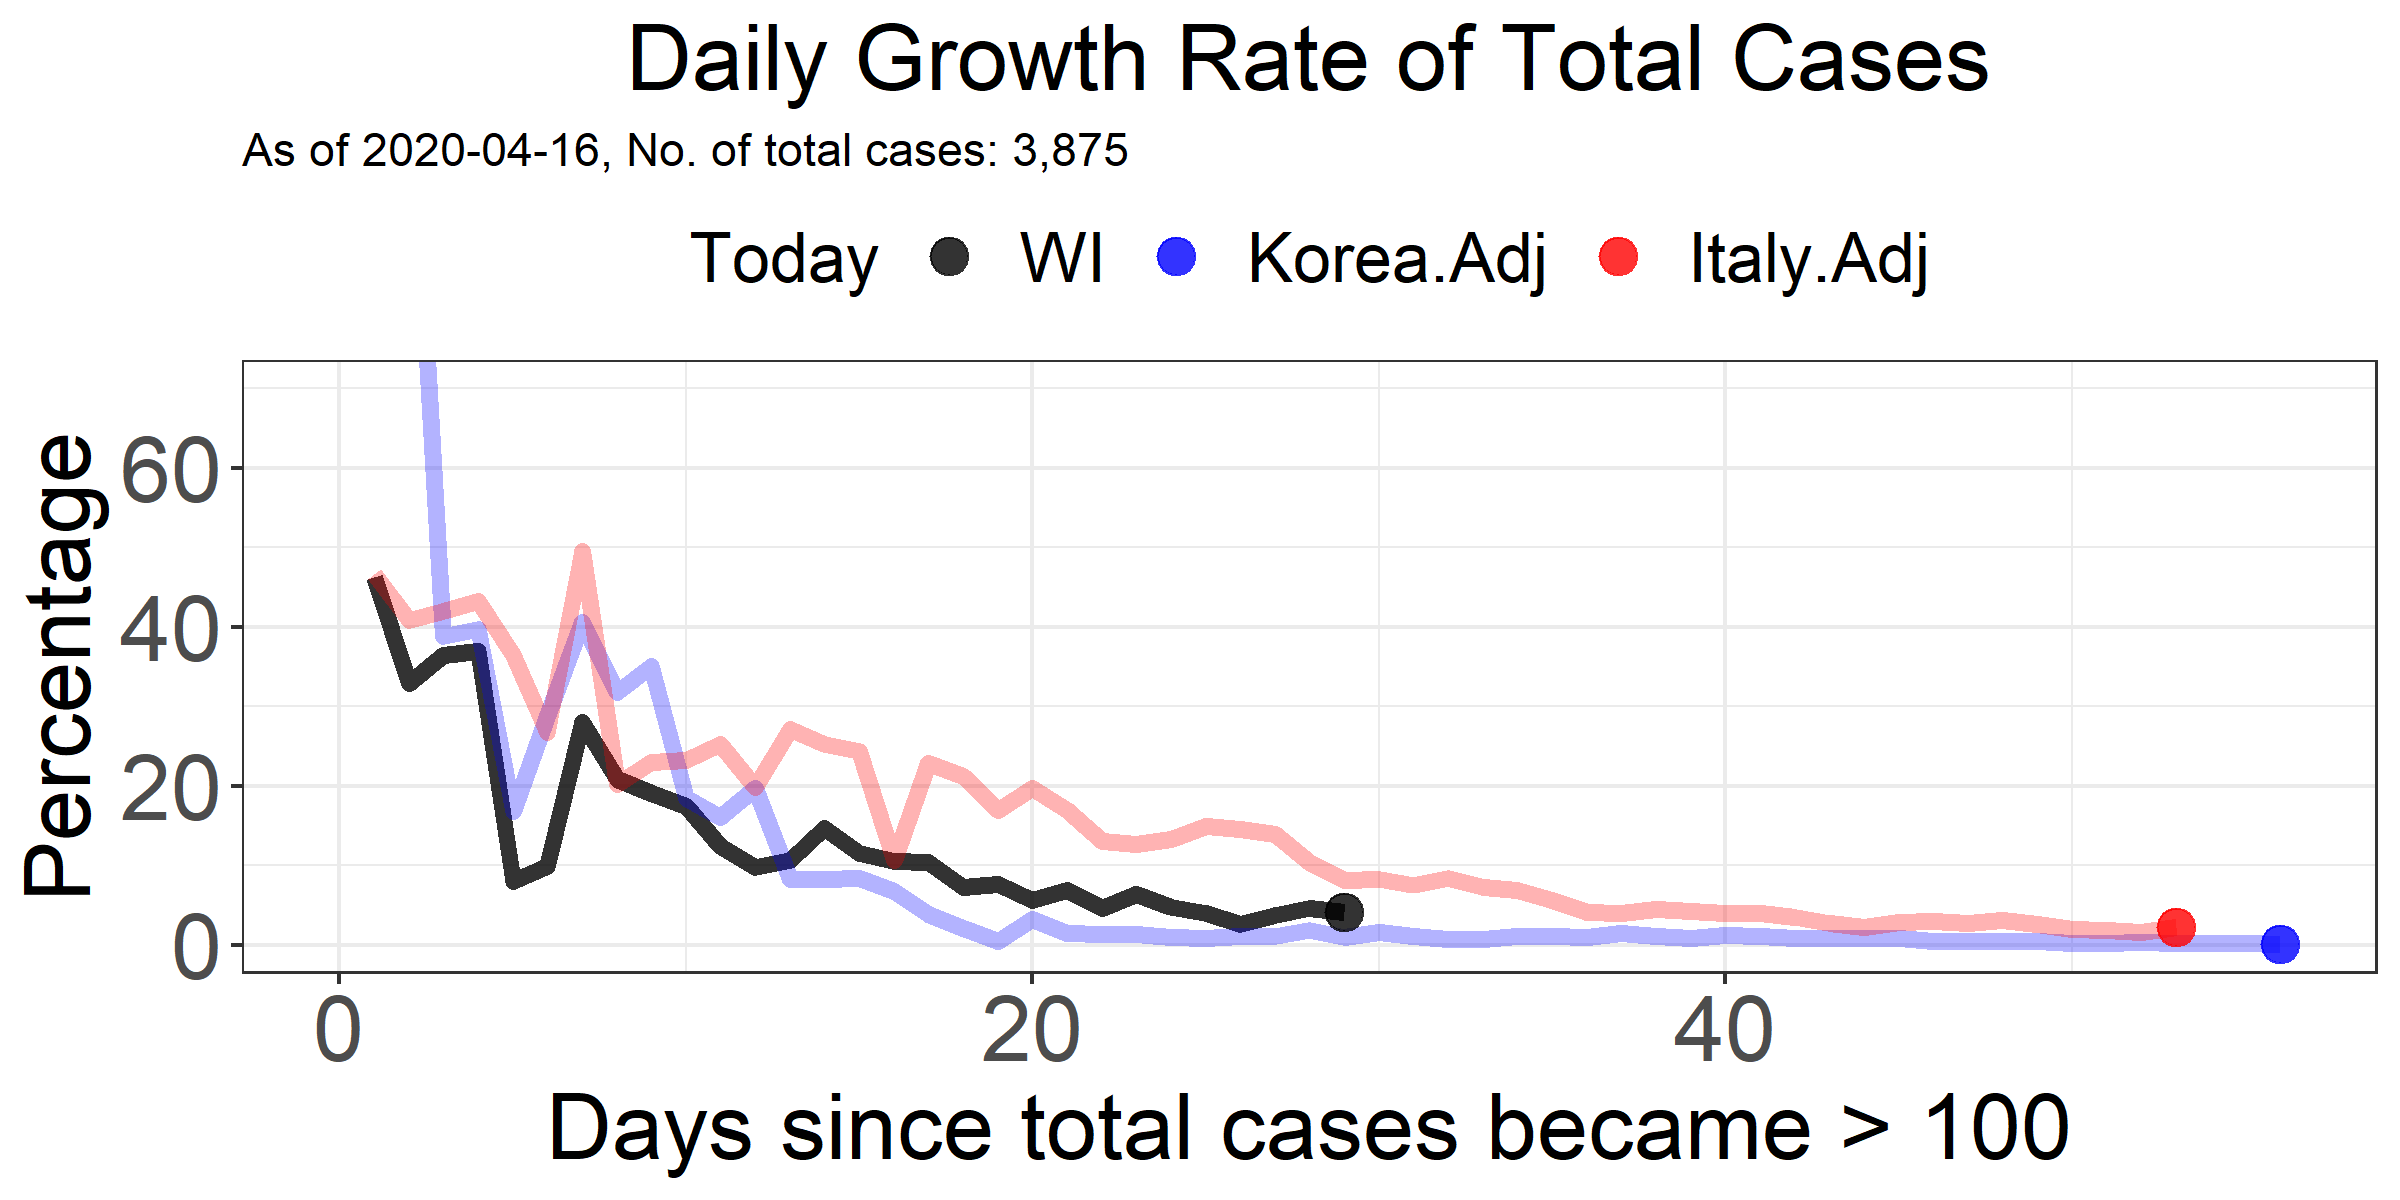 Daily Growth Rate of Total Cases
As of 2020-04-16, No. of total cases: 3,875
Today WI Korea.Adj Italy.Adj
Percentage
60
40
20
0
0 20 40
Days since total cases became > 100